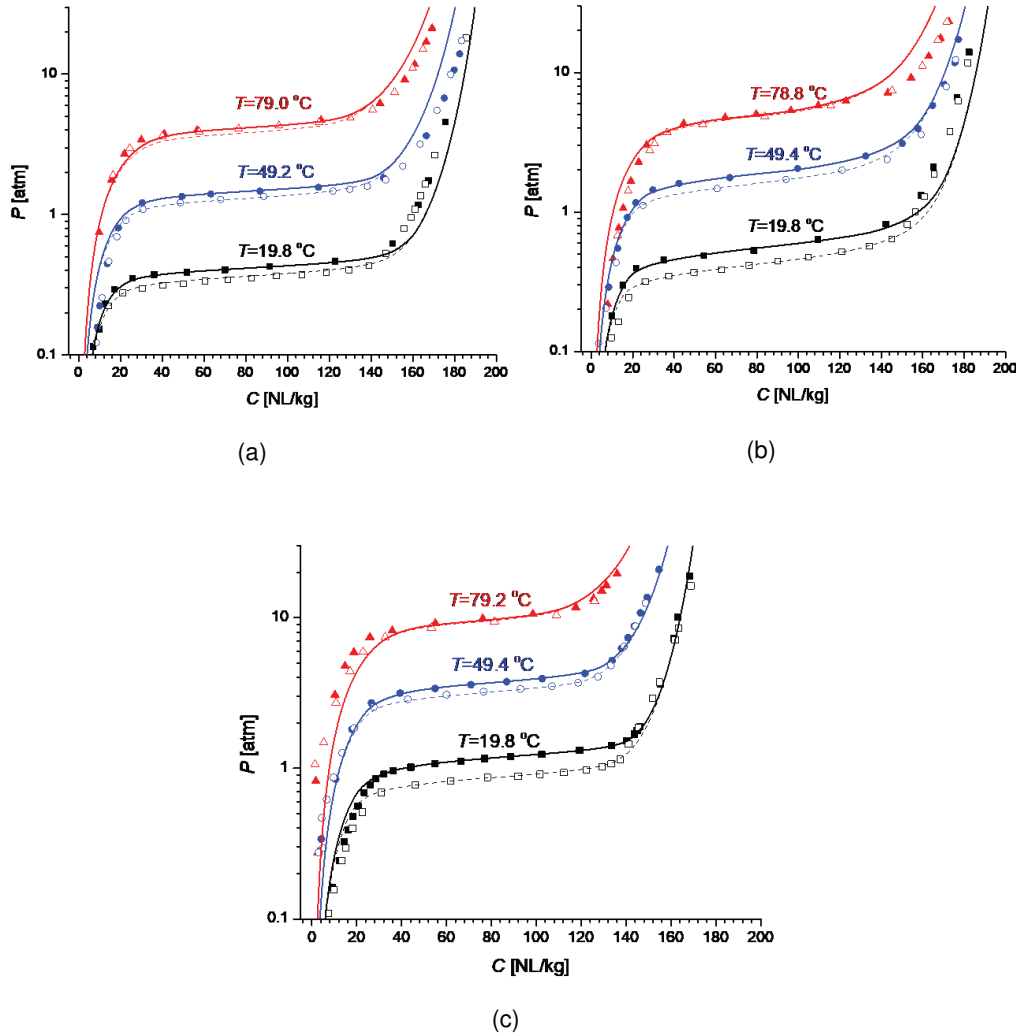 10
1
0.1
P [atm]
T=79.0 °C
T=49.2 °C
T=19.8 °C
0 20 40 60 80 100 120 140 160 180 200
C [NL/kg]
(a)
10
1
0.1
P [atm]
T=78.8 °C
T=49.4 °C
T=19.8 °C
0 20 40 60 80 100 120 140 160 180 200
C [NL/kg]
(b)
10
1
0.1
P [atm]
T=79.2 °C
T=49.4 °C
T=19.8 °C
0 20 40 60 80 100 120 140 160 180 200
C [NL/kg]
(c)